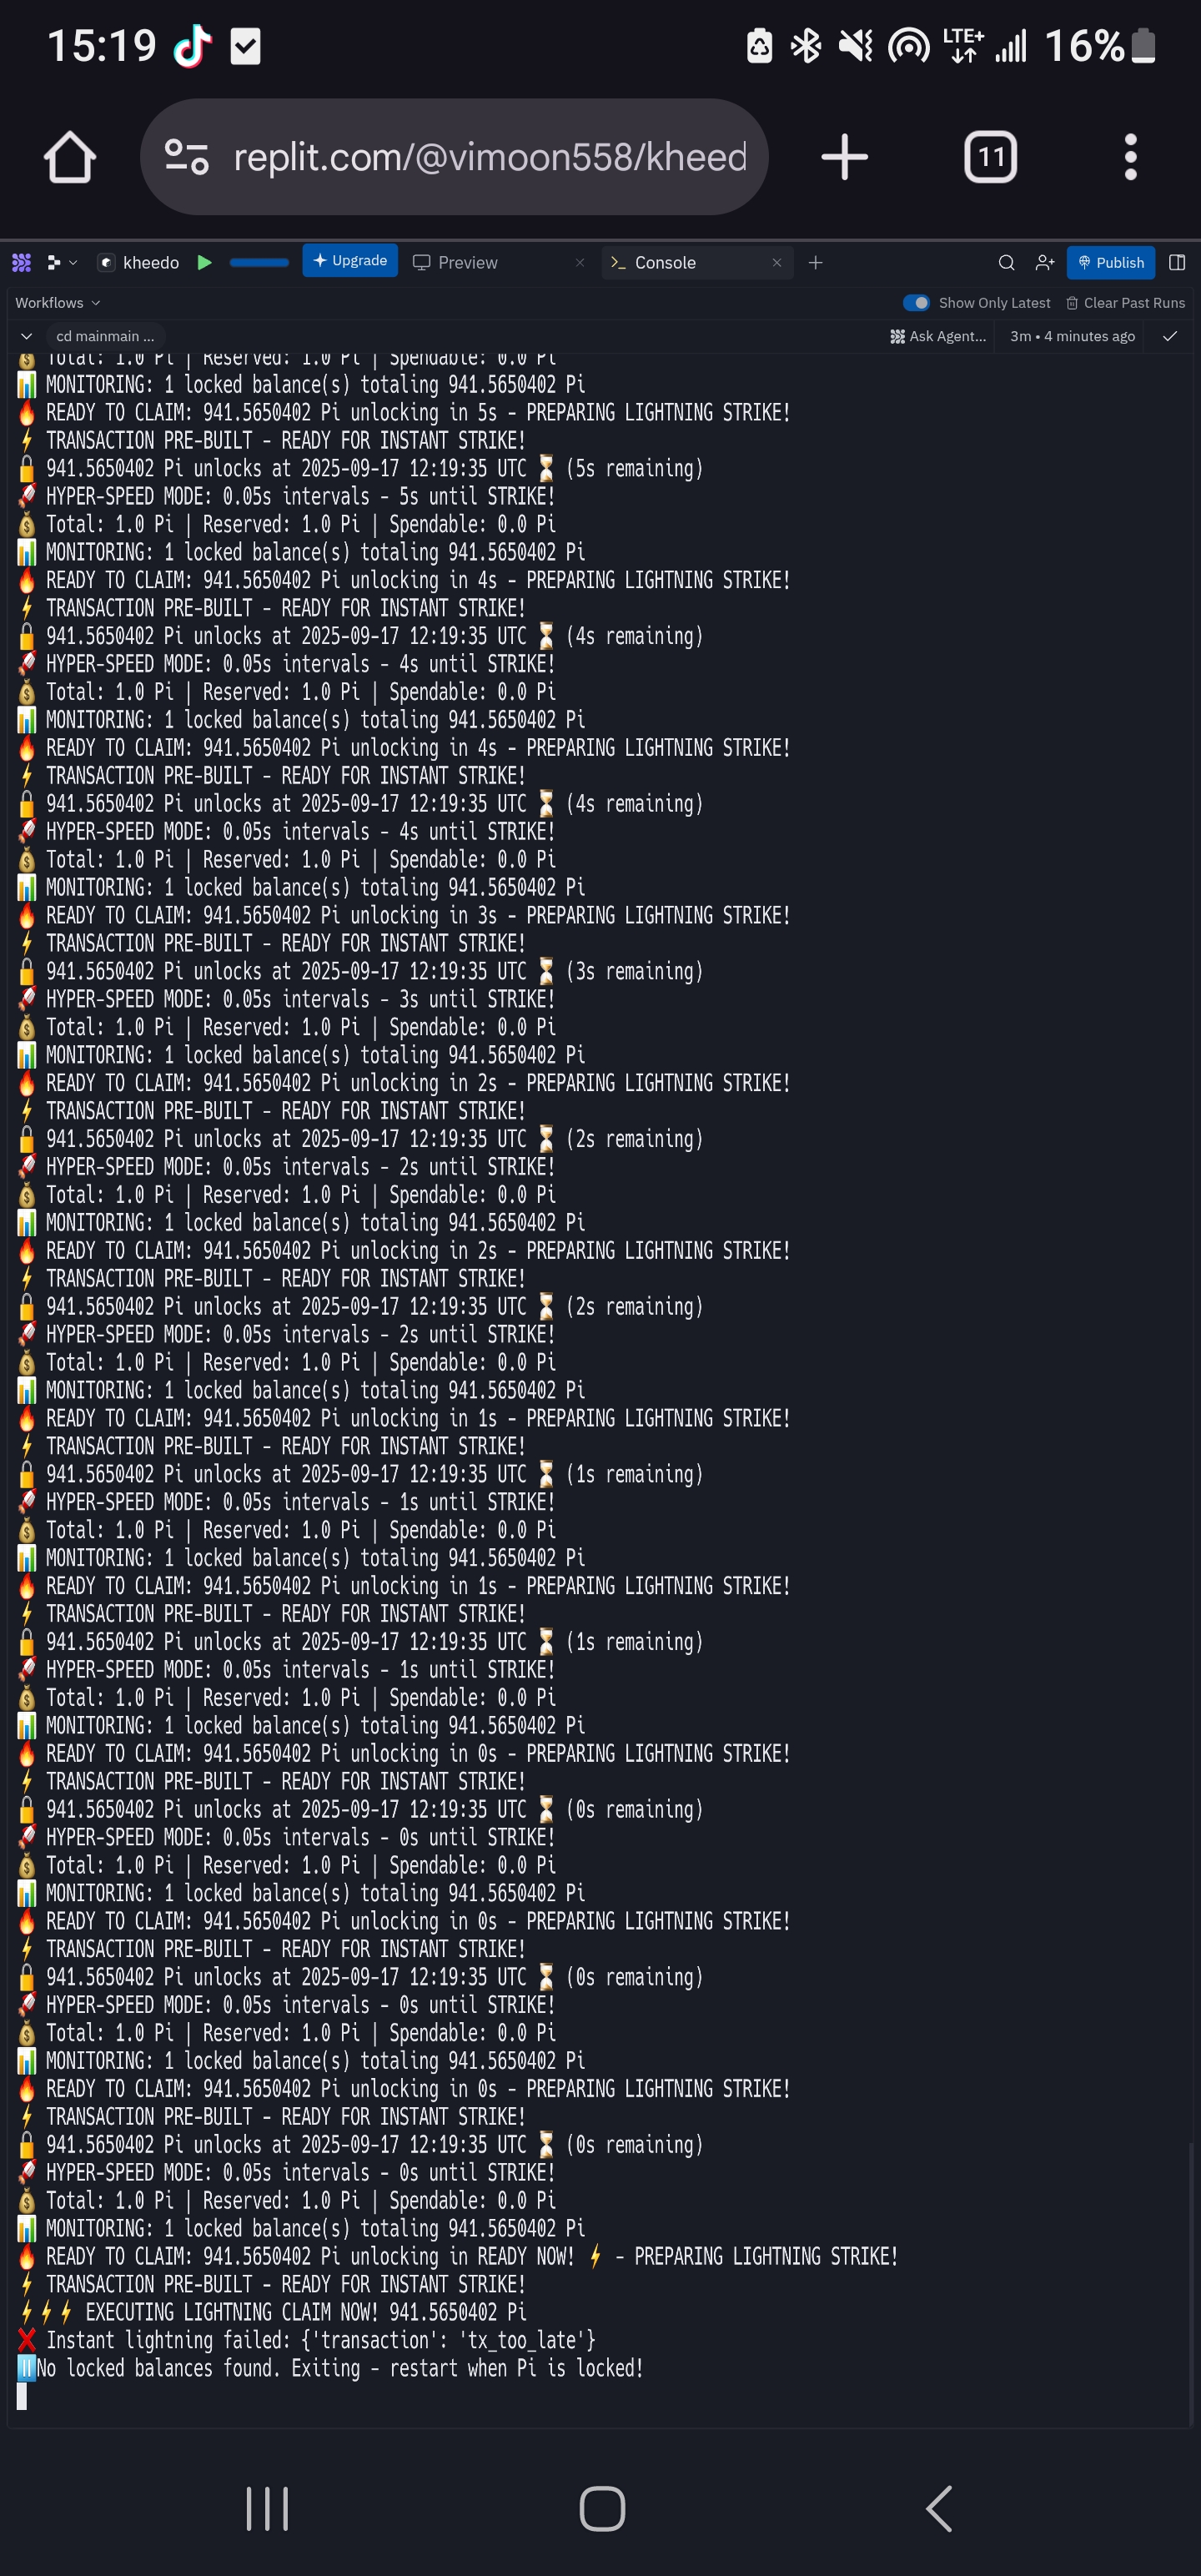 15:19
LTE+
16%
replit.com/@vimoon558/kheed
11
kheedo
Upgrade
Preview
Console
Publish
Workflows
Show Only Latest
Clear Past Runs
cd mainmain ...
Ask Agent...
3m • 4 minutes ago
💰 Total: 1.0 Pi | Reserved: 1.0 Pi | Spendable: 0.0 Pi
📊 MONITORING: 1 locked balance(s) totaling 941.5650402 Pi
🔥 READY TO CLAIM: 941.5650402 Pi unlocking in 5s - PREPARING LIGHTNING STRIKE!
⚡ TRANSACTION PRE-BUILT - READY FOR INSTANT STRIKE!
🔒 941.5650402 Pi unlocks at 2025-09-17 12:19:35 UTC ⏳ (5s remaining)
🚀 HYPER-SPEED MODE: 0.05s intervals - 5s until STRIKE!
💰 Total: 1.0 Pi | Reserved: 1.0 Pi | Spendable: 0.0 Pi
📊 MONITORING: 1 locked balance(s) totaling 941.5650402 Pi
🔥 READY TO CLAIM: 941.5650402 Pi unlocking in 4s - PREPARING LIGHTNING STRIKE!
⚡ TRANSACTION PRE-BUILT - READY FOR INSTANT STRIKE!
🔒 941.5650402 Pi unlocks at 2025-09-17 12:19:35 UTC ⏳ (4s remaining)
🚀 HYPER-SPEED MODE: 0.05s intervals - 4s until STRIKE!
💰 Total: 1.0 Pi | Reserved: 1.0 Pi | Spendable: 0.0 Pi
📊 MONITORING: 1 locked balance(s) totaling 941.5650402 Pi
🔥 READY TO CLAIM: 941.5650402 Pi unlocking in 4s - PREPARING LIGHTNING STRIKE!
⚡ TRANSACTION PRE-BUILT - READY FOR INSTANT STRIKE!
🔒 941.5650402 Pi unlocks at 2025-09-17 12:19:35 UTC ⏳ (4s remaining)
🚀 HYPER-SPEED MODE: 0.05s intervals - 4s until STRIKE!
💰 Total: 1.0 Pi | Reserved: 1.0 Pi | Spendable: 0.0 Pi
📊 MONITORING: 1 locked balance(s) totaling 941.5650402 Pi
🔥 READY TO CLAIM: 941.5650402 Pi unlocking in 3s - PREPARING LIGHTNING STRIKE!
⚡ TRANSACTION PRE-BUILT - READY FOR INSTANT STRIKE!
🔒 941.5650402 Pi unlocks at 2025-09-17 12:19:35 UTC ⏳ (3s remaining)
🚀 HYPER-SPEED MODE: 0.05s intervals - 3s until STRIKE!
💰 Total: 1.0 Pi | Reserved: 1.0 Pi | Spendable: 0.0 Pi
📊 MONITORING: 1 locked balance(s) totaling 941.5650402 Pi
🔥 READY TO CLAIM: 941.5650402 Pi unlocking in 2s - PREPARING LIGHTNING STRIKE!
⚡ TRANSACTION PRE-BUILT - READY FOR INSTANT STRIKE!
🔒 941.5650402 Pi unlocks at 2025-09-17 12:19:35 UTC ⏳ (2s remaining)
🚀 HYPER-SPEED MODE: 0.05s intervals - 2s until STRIKE!
💰 Total: 1.0 Pi | Reserved: 1.0 Pi | Spendable: 0.0 Pi
📊 MONITORING: 1 locked balance(s) totaling 941.5650402 Pi
🔥 READY TO CLAIM: 941.5650402 Pi unlocking in 2s - PREPARING LIGHTNING STRIKE!
⚡ TRANSACTION PRE-BUILT - READY FOR INSTANT STRIKE!
🔒 941.5650402 Pi unlocks at 2025-09-17 12:19:35 UTC ⏳ (2s remaining)
🚀 HYPER-SPEED MODE: 0.05s intervals - 2s until STRIKE!
💰 Total: 1.0 Pi | Reserved: 1.0 Pi | Spendable: 0.0 Pi
📊 MONITORING: 1 locked balance(s) totaling 941.5650402 Pi
🔥 READY TO CLAIM: 941.5650402 Pi unlocking in 1s - PREPARING LIGHTNING STRIKE!
⚡ TRANSACTION PRE-BUILT - READY FOR INSTANT STRIKE!
🔒 941.5650402 Pi unlocks at 2025-09-17 12:19:35 UTC ⏳ (1s remaining)
🚀 HYPER-SPEED MODE: 0.05s intervals - 1s until STRIKE!
💰 Total: 1.0 Pi | Reserved: 1.0 Pi | Spendable: 0.0 Pi
📊 MONITORING: 1 locked balance(s) totaling 941.5650402 Pi
🔥 READY TO CLAIM: 941.5650402 Pi unlocking in 1s - PREPARING LIGHTNING STRIKE!
⚡ TRANSACTION PRE-BUILT - READY FOR INSTANT STRIKE!
🔒 941.5650402 Pi unlocks at 2025-09-17 12:19:35 UTC ⏳ (1s remaining)
🚀 HYPER-SPEED MODE: 0.05s intervals - 1s until STRIKE!
💰 Total: 1.0 Pi | Reserved: 1.0 Pi | Spendable: 0.0 Pi
📊 MONITORING: 1 locked balance(s) totaling 941.5650402 Pi
🔥 READY TO CLAIM: 941.5650402 Pi unlocking in 0s - PREPARING LIGHTNING STRIKE!
⚡ TRANSACTION PRE-BUILT - READY FOR INSTANT STRIKE!
🔒 941.5650402 Pi unlocks at 2025-09-17 12:19:35 UTC ⏳ (0s remaining)
🚀 HYPER-SPEED MODE: 0.05s intervals - 0s until STRIKE!
💰 Total: 1.0 Pi | Reserved: 1.0 Pi | Spendable: 0.0 Pi
📊 MONITORING: 1 locked balance(s) totaling 941.5650402 Pi
🔥 READY TO CLAIM: 941.5650402 Pi unlocking in 0s - PREPARING LIGHTNING STRIKE!
⚡ TRANSACTION PRE-BUILT - READY FOR INSTANT STRIKE!
🔒 941.5650402 Pi unlocks at 2025-09-17 12:19:35 UTC ⏳ (0s remaining)
🚀 HYPER-SPEED MODE: 0.05s intervals - 0s until STRIKE!
💰 Total: 1.0 Pi | Reserved: 1.0 Pi | Spendable: 0.0 Pi
📊 MONITORING: 1 locked balance(s) totaling 941.5650402 Pi
🔥 READY TO CLAIM: 941.5650402 Pi unlocking in 0s - PREPARING LIGHTNING STRIKE!
⚡ TRANSACTION PRE-BUILT - READY FOR INSTANT STRIKE!
🔒 941.5650402 Pi unlocks at 2025-09-17 12:19:35 UTC ⏳ (0s remaining)
🚀 HYPER-SPEED MODE: 0.05s intervals - 0s until STRIKE!
💰 Total: 1.0 Pi | Reserved: 1.0 Pi | Spendable: 0.0 Pi
📊 MONITORING: 1 locked balance(s) totaling 941.5650402 Pi
🔥 READY TO CLAIM: 941.5650402 Pi unlocking in READY NOW! ⚡ - PREPARING LIGHTNING STRIKE!
⚡ TRANSACTION PRE-BUILT - READY FOR INSTANT STRIKE!
⚡⚡⚡ EXECUTING LIGHTNING CLAIM NOW! 941.5650402 Pi
❌ Instant lightning failed: {'transaction': 'tx_too_late'}
⏸️No locked balances found. Exiting - restart when Pi is locked!